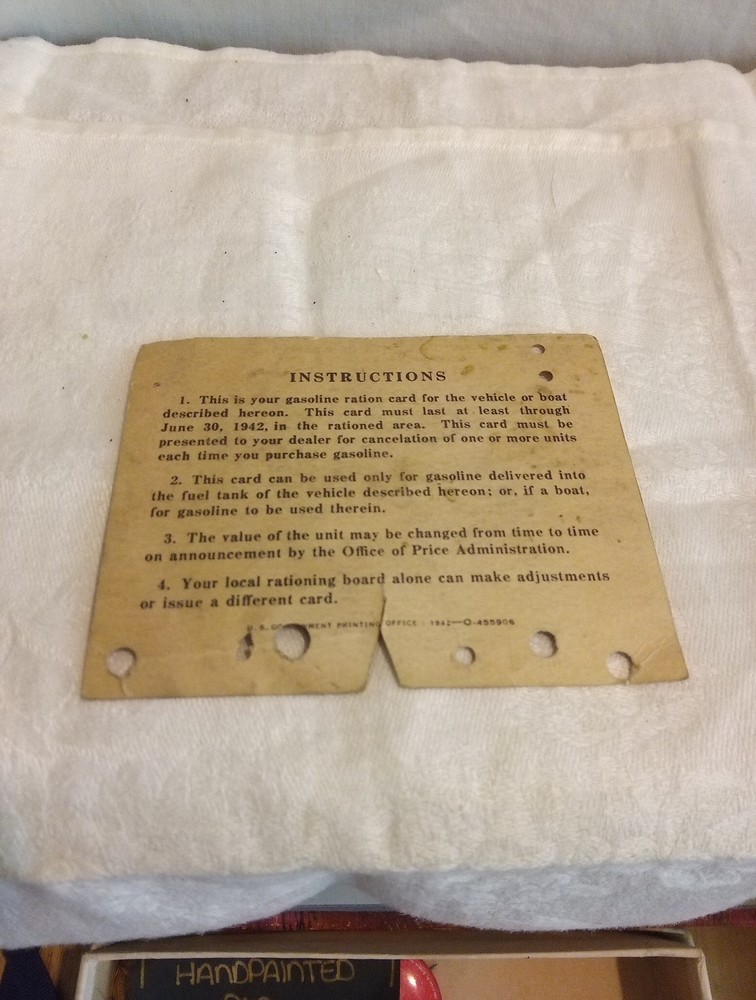 INSTRUCTIONS
1. This is your gasoline ration card for the vehicle or boat
described hereon. This card must last at least through
June 30, 1942, in the rationed area. This card must be
presented to your dealer for cancelation of one or more units
each time you purchase gasoline.
2. This card can be used only for gasoline delivered into
the fuel tank of the vehicle described hereon; or, if a boat,
for gasoline to be used therein.
3. The value of the unit may be changed from time to time
on announcement by the Office of Price Administration.
4. Your local rationing board alone can make adjustments
or issue a different card.
U. S. GOVERNMENT PRINTING OFFICE : 1942—O-455906
HANDPAINTED